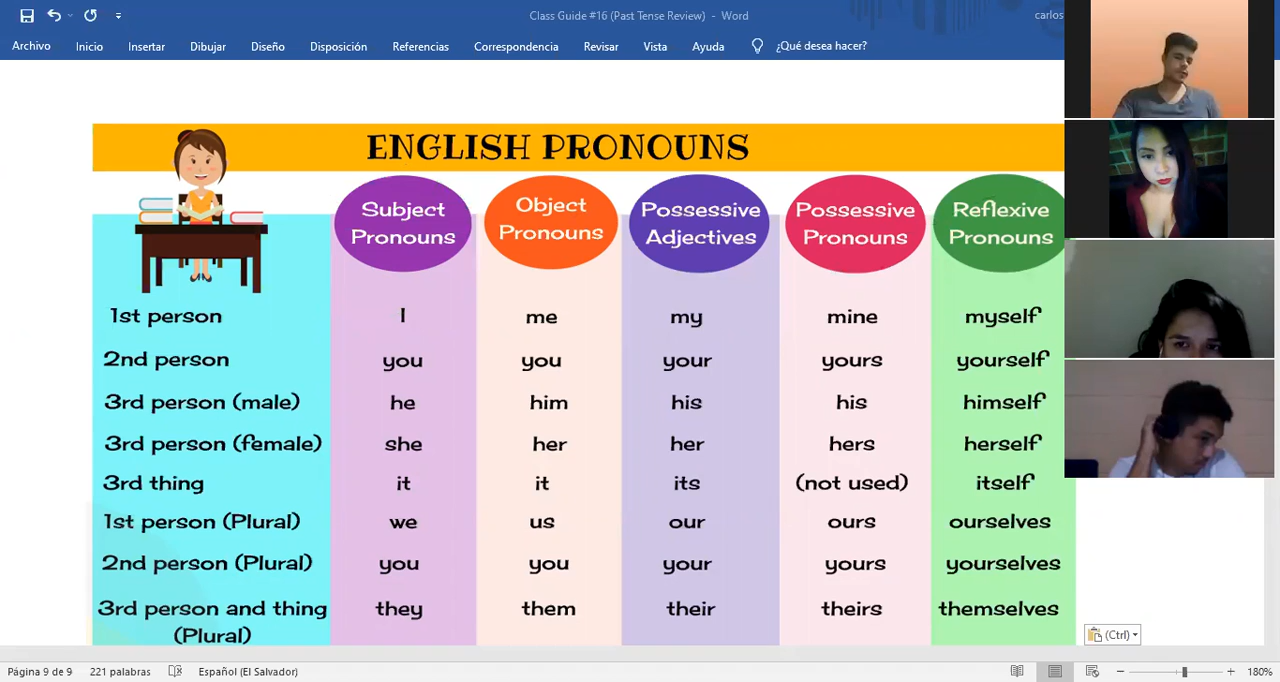 Class Guide #16 (Past Tense Review) - Word
carlos
Archivo Inicio Insertar Dibujar Diseño Disposición Referencias Correspondencia Revisar Vista Ayuda ¿Qué desea hacer?
ENGLISH PRONOUNS
Subject Pronouns
Object Pronouns
Possessive Adjectives
Possessive Pronouns
Reflexive Pronouns
1st person I me my mine myself
2nd person you you your yours yourself
3rd person (male) he him his his himself
3rd person (female) she her her hers herself
3rd thing it it its (not used) itself
1st person (Plural) we us our ours ourselves
2nd person (Plural) you you your yours yourselves
3rd person and thing they them their theirs themselves
(Plural)
(Ctrl)
Página 9 de 9 221 palabras Español (El Salvador) 180%